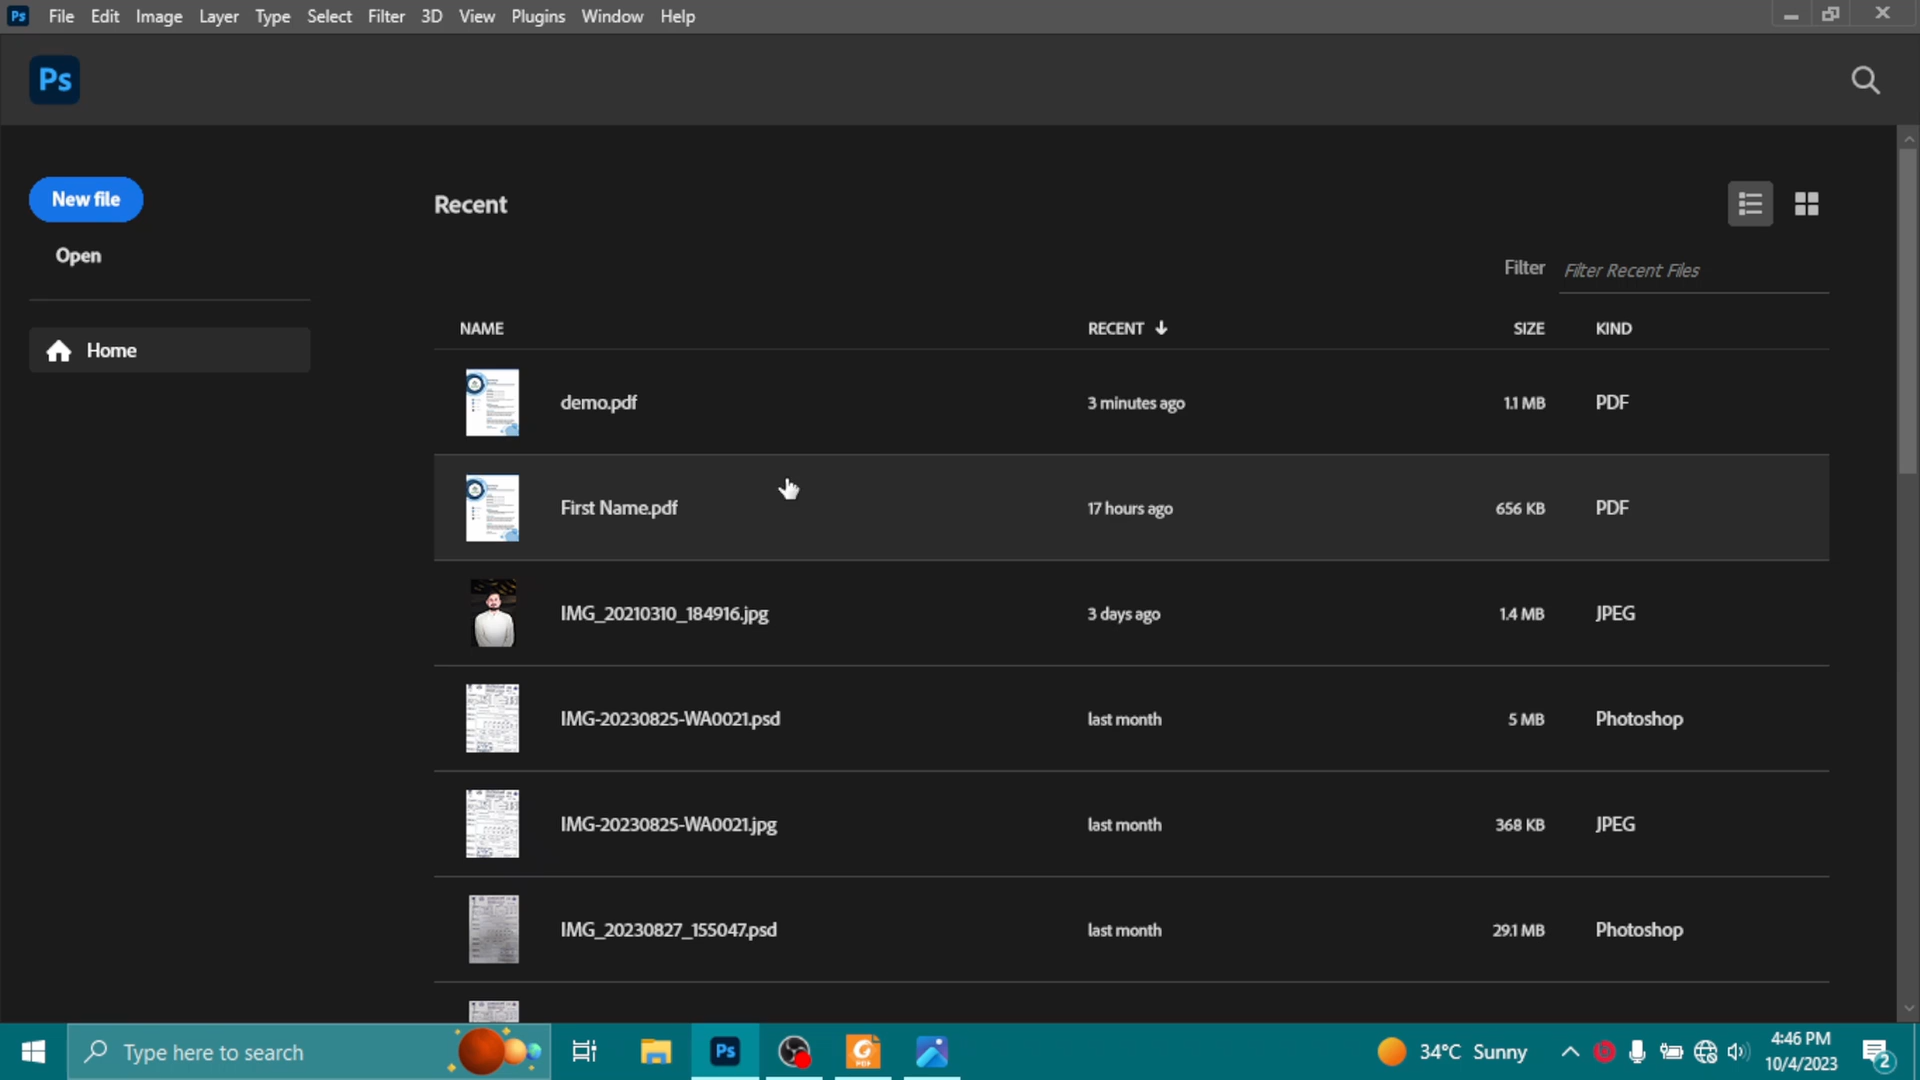 Ps File Edit Image Layer Type Select Filter 3D View Plugins Window Help
Ps
New file
Open
Home
Recent
Filter Filter Recent Files
NAME RECENT SIZE KIND
demo.pdf 3 minutes ago 1.1 MB PDF
First Name.pdf 17 hours ago 656 KB PDF
IMG_20210310_184916.jpg 3 days ago 1.4 MB JPEG
IMG-20230825-WA0021.psd last month 5 MB Photoshop
IMG-20230825-WA0021.jpg last month 368 KB JPEG
IMG_20230827_155047.psd last month 29.1 MB Photoshop
Type here to search Ps PDF 34°C Sunny 4:46 PM
10/4/2023 2